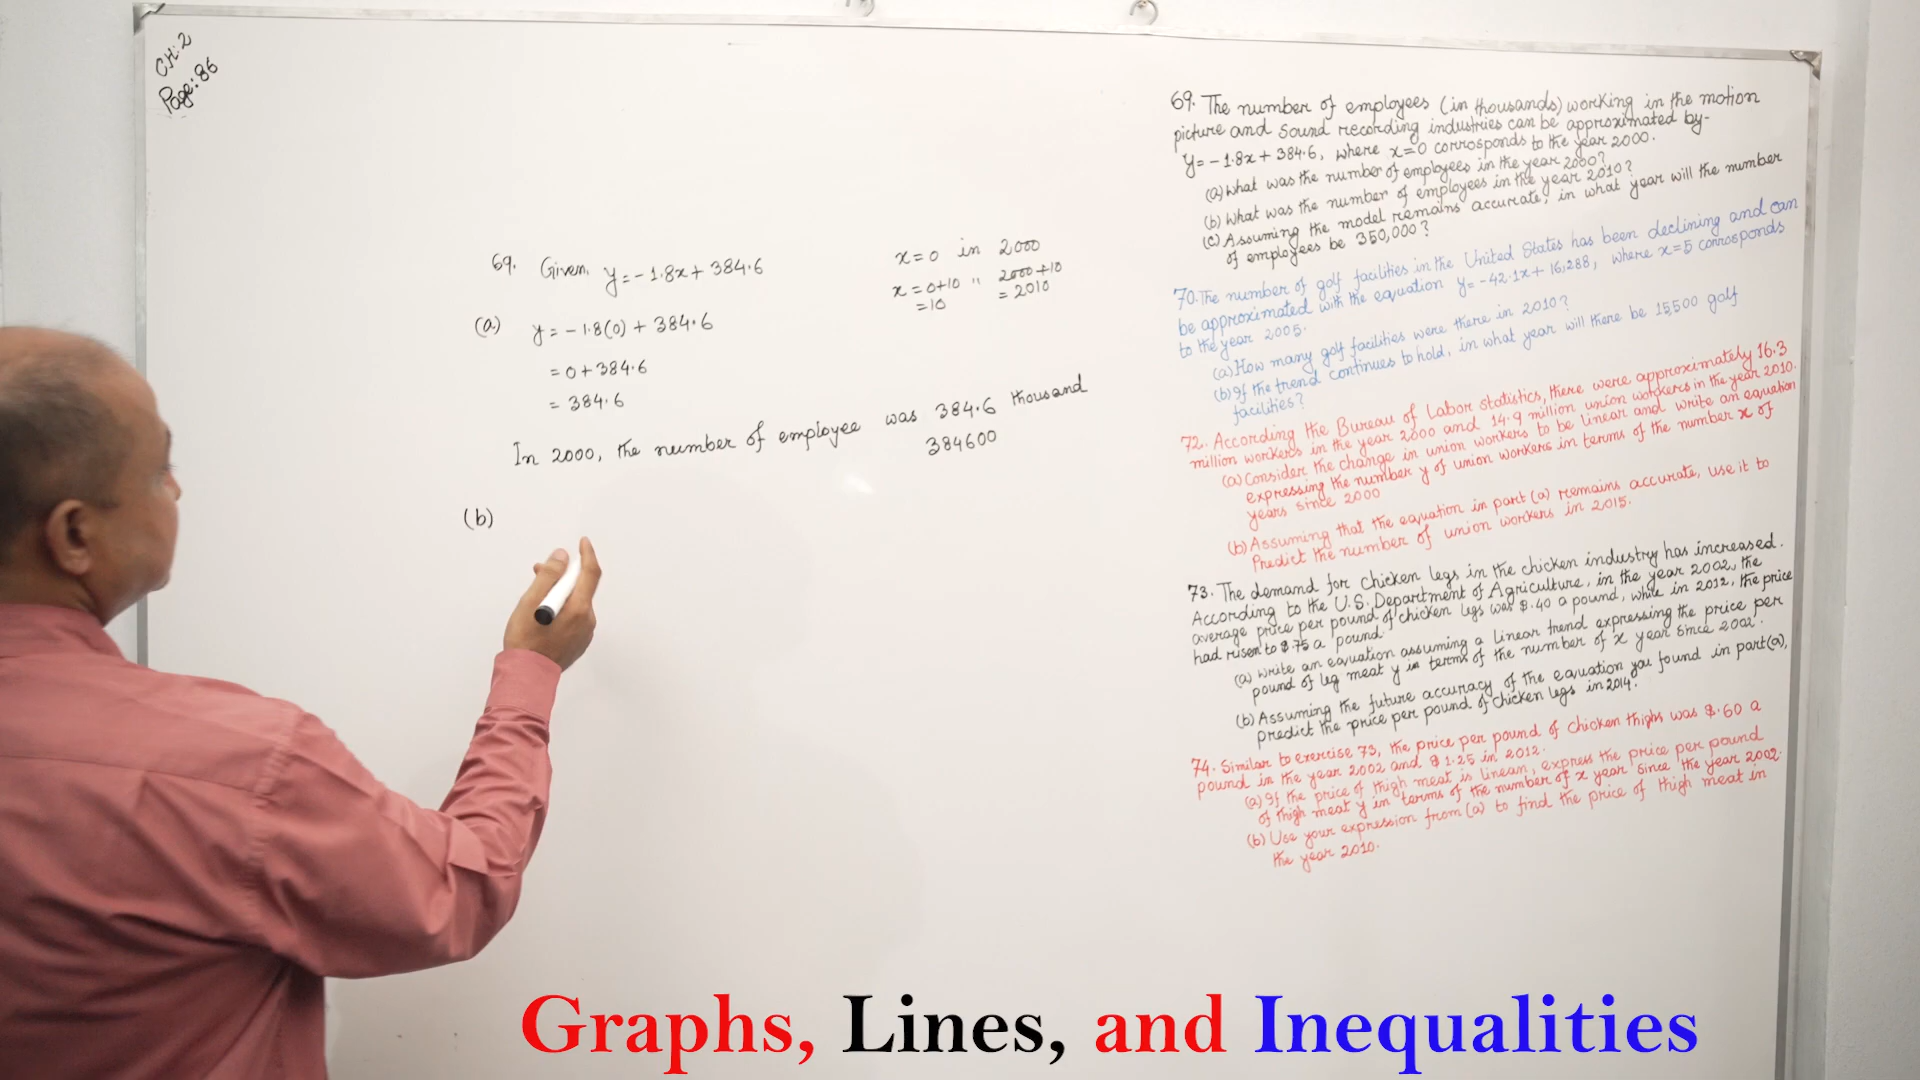 CH: 2
Page: 86
69. Given, y = -1.8x + 384.6
x = 0 in 2000
x = 0+10 " 2000+10
= 10 = 2010
(a) y = -1.8(0) + 384.6
= 0 + 384.6
= 384.6
In 2000, the number of employee was 384.6 thousand
384600
(b)
69. The number of employees (in thousands) working in the motion
picture and sound recording industries can be approximated by-
y = -1.8x + 384.6, where x=0 corrosponds to the year 2000.
(a) What was the number of employees in the year 2000?
(b) What was the number of employees in the year 2010?
(c) Assuming the model remains accurate, in what year will the number
of employees be 350,000?
70. The number of golf facilities in the United States has been declining and can
be approximated with the equation y = -42.1x + 16,288, where x=5 corrosponds
to the year 2005.
(a) How many golf facilities were there in 2010?
(b) If the trend continues to hold, in what year will there be 15,500 golf
facilities?
72. According the Bureau of Labor statistics, there were approximately 16.3
million workers in the year 2000 and 14.9 million union workers in the year 2010.
(a) Consider the change in union workers to be linear and write an equation
expressing the number y of union workers in terms of the number x of
years since 2000
(b) Assuming that the equation in part (a) remains accurate, use it to
Predict the number of union workers in 2015.
73. The demand for chicken legs in the chicken industry has increased.
According to the U.S. Department of Agriculture, in the year 2002, the
average price per pound of chicken legs was $.40 a pound, while in 2012, the price
had risen to $.75 a pound.
(a) Write an equation assuming a linear trend expressing the price per
pound of leg meat y in terms of the number of x year since 2002.
(b) Assuming the future accuracy of the equation you found in part (a),
predict the price per pound of chicken legs in 2014.
74. Similar to exercise 73, the price per pound of chicken thighs was $.60 a
pound in the year 2002 and $1.25 in 2012.
(a) If the price of thigh meat is linear, express the price per pound
of thigh meat y in terms of the number of x year since the year 2002.
(b) Use your expression from (a) to find the price of thigh meat in
the year 2010.
Graphs, Lines, and Inequalities